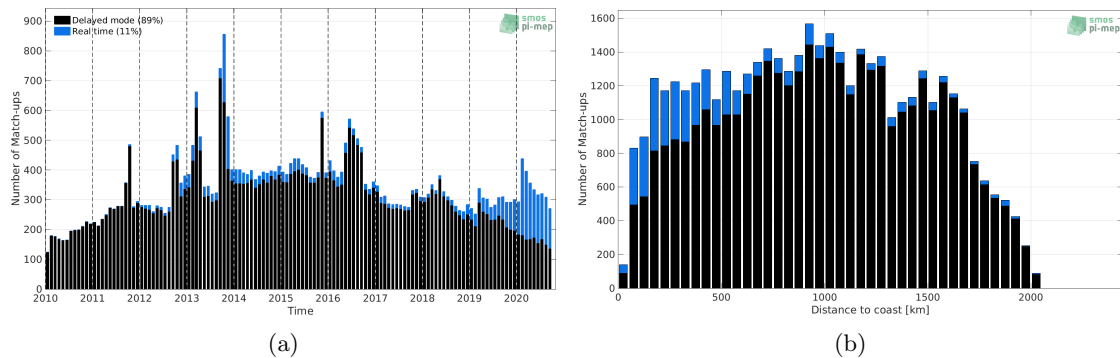 900
800
700
600
500
400
300
200
100
0
Number of Match-ups
Delayed mode (89%)
Real time (11%)
smos
pi-mep
2010 2011 2012 2013 2014 2015 2016 2017 2018 2019 2020
Time
(a)
1600
1400
1200
1000
800
600
400
200
0
Number of Match-ups
smos
pi-mep
0 500 1000 1500 2000
Distance to coast [km]
(b)